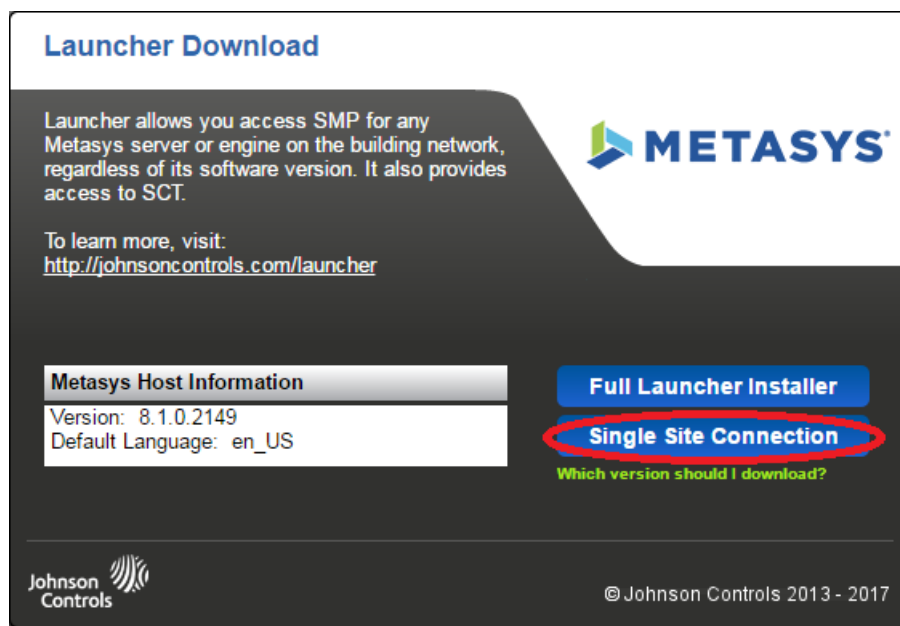 Launcher Download
Launcher allows you access SMP for any
Metasys server or engine on the building network,
regardless of its software version. It also provides
access to SCT.
To learn more, visit:
http://johnsoncontrols.com/launcher
METASYS
Metasys Host Information
Version: 8.1.0.2149
Default Language: en_US
Full Launcher Installer
Single Site Connection
Which version should I download?
Johnson
Controls
© Johnson Controls 2013 - 2017